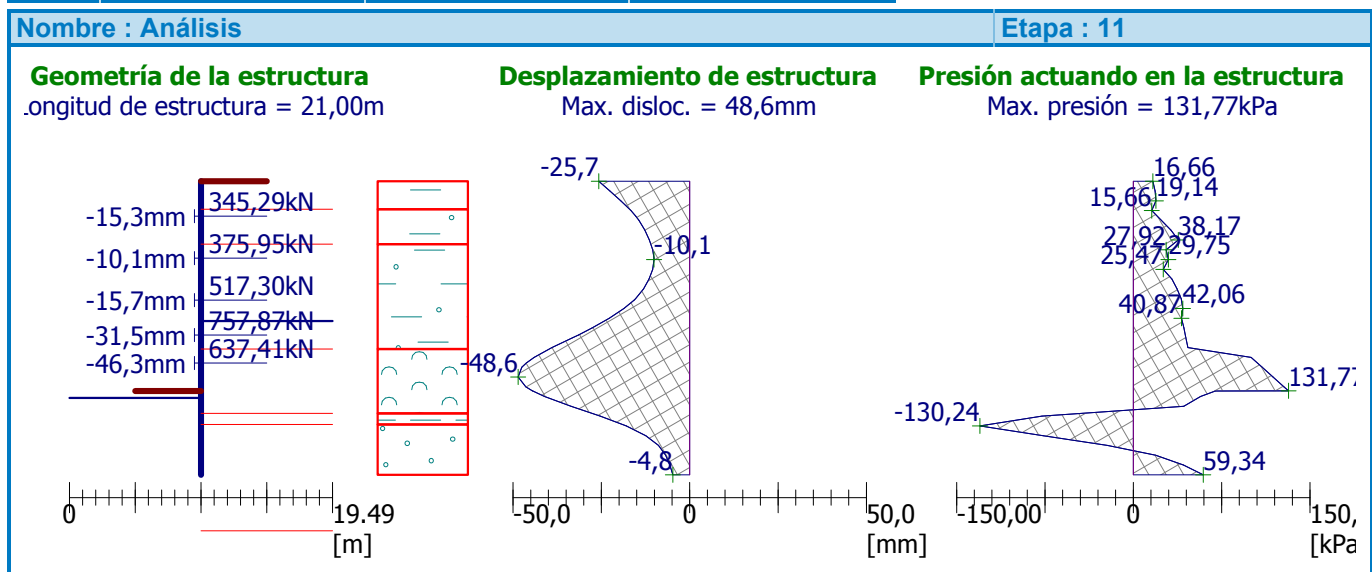 Nombre : Análisis
Etapa : 11
Geometría de la estructura
.ongitud de estructura = 21,00m
Desplazamiento de estructura
Max. disloc. = 48,6mm
Presión actuando en la estructura
Max. presión = 131,77kPa
-15,3mm
345,29kN
-10,1mm
375,95kN
-15,7mm
517,30kN
-31,5mm
757,87kN
-46,3mm
637,41kN
0
19.49
[m]
-25,7
-10,1
-48,6
-4,8
-50,0
0
50,0
[mm]
16,66
19,14
15,66
38,17
27,92
29,75
25,47
42,06
40,87
131,77
-130,24
59,34
-150,00
0
150,
[kPa